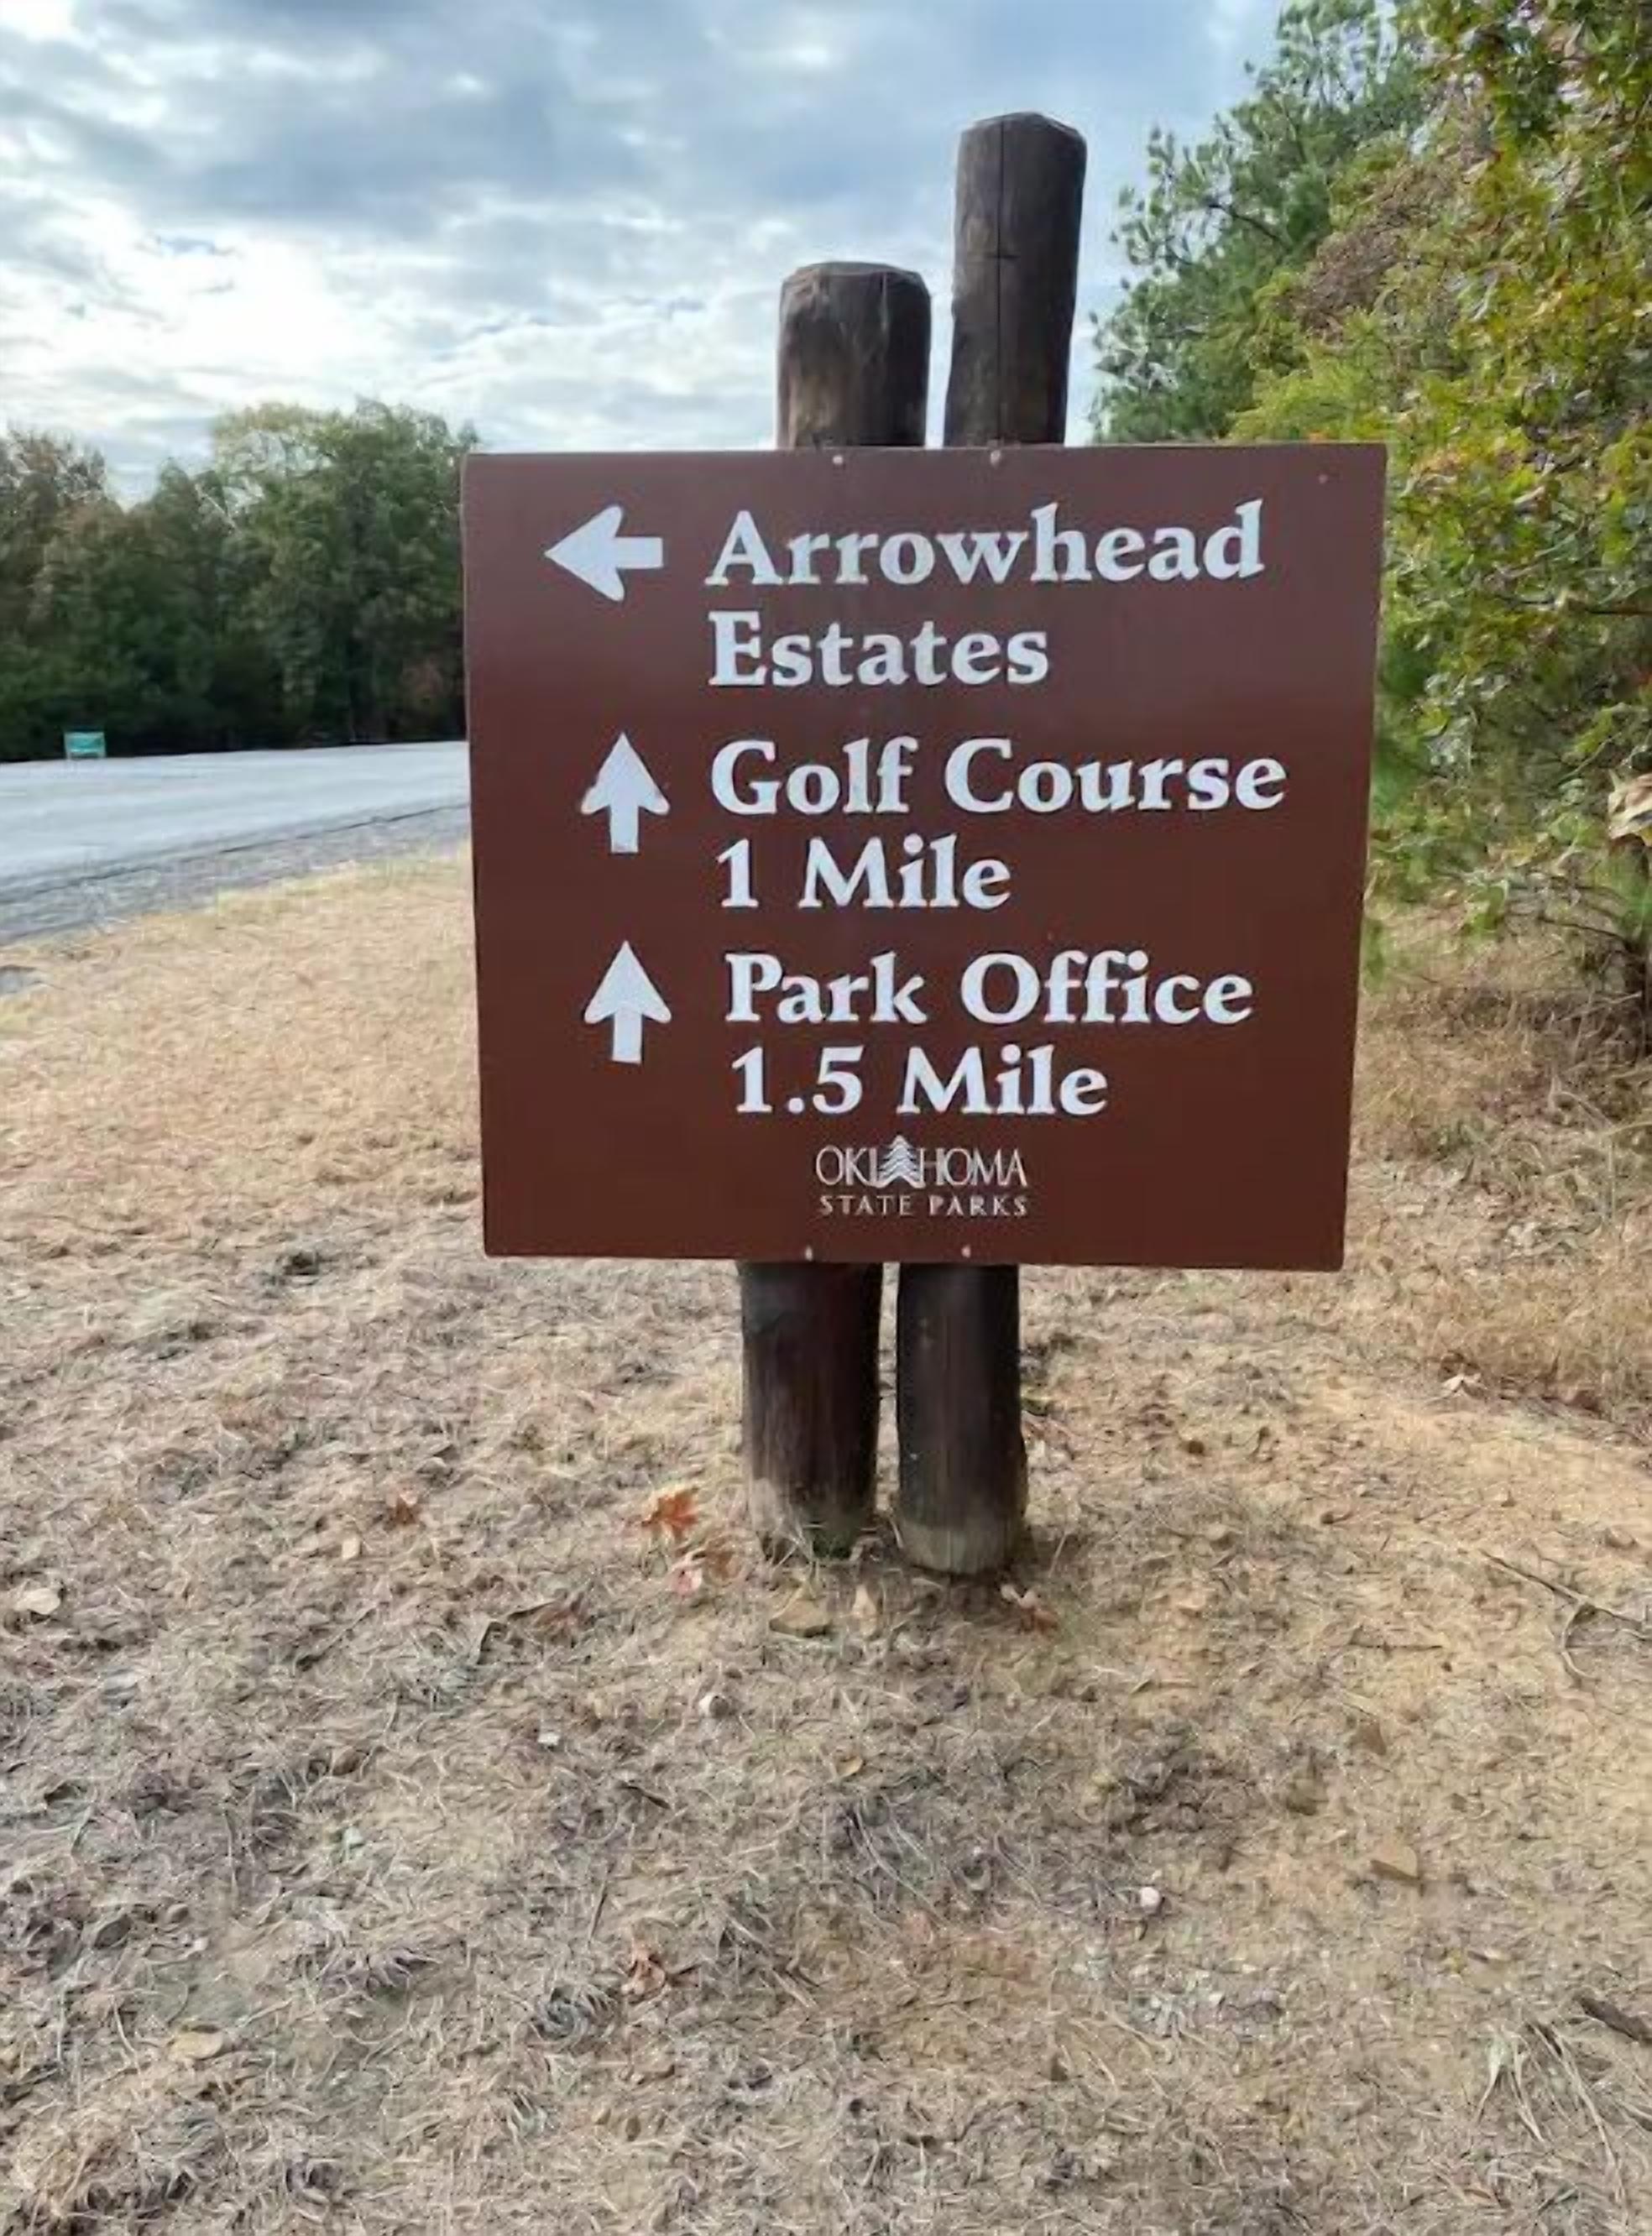 Arrowhead
Estates
Golf Course
1 Mile
Park Office
1.5 Mile
OKLAHOMA
STATE PARKS